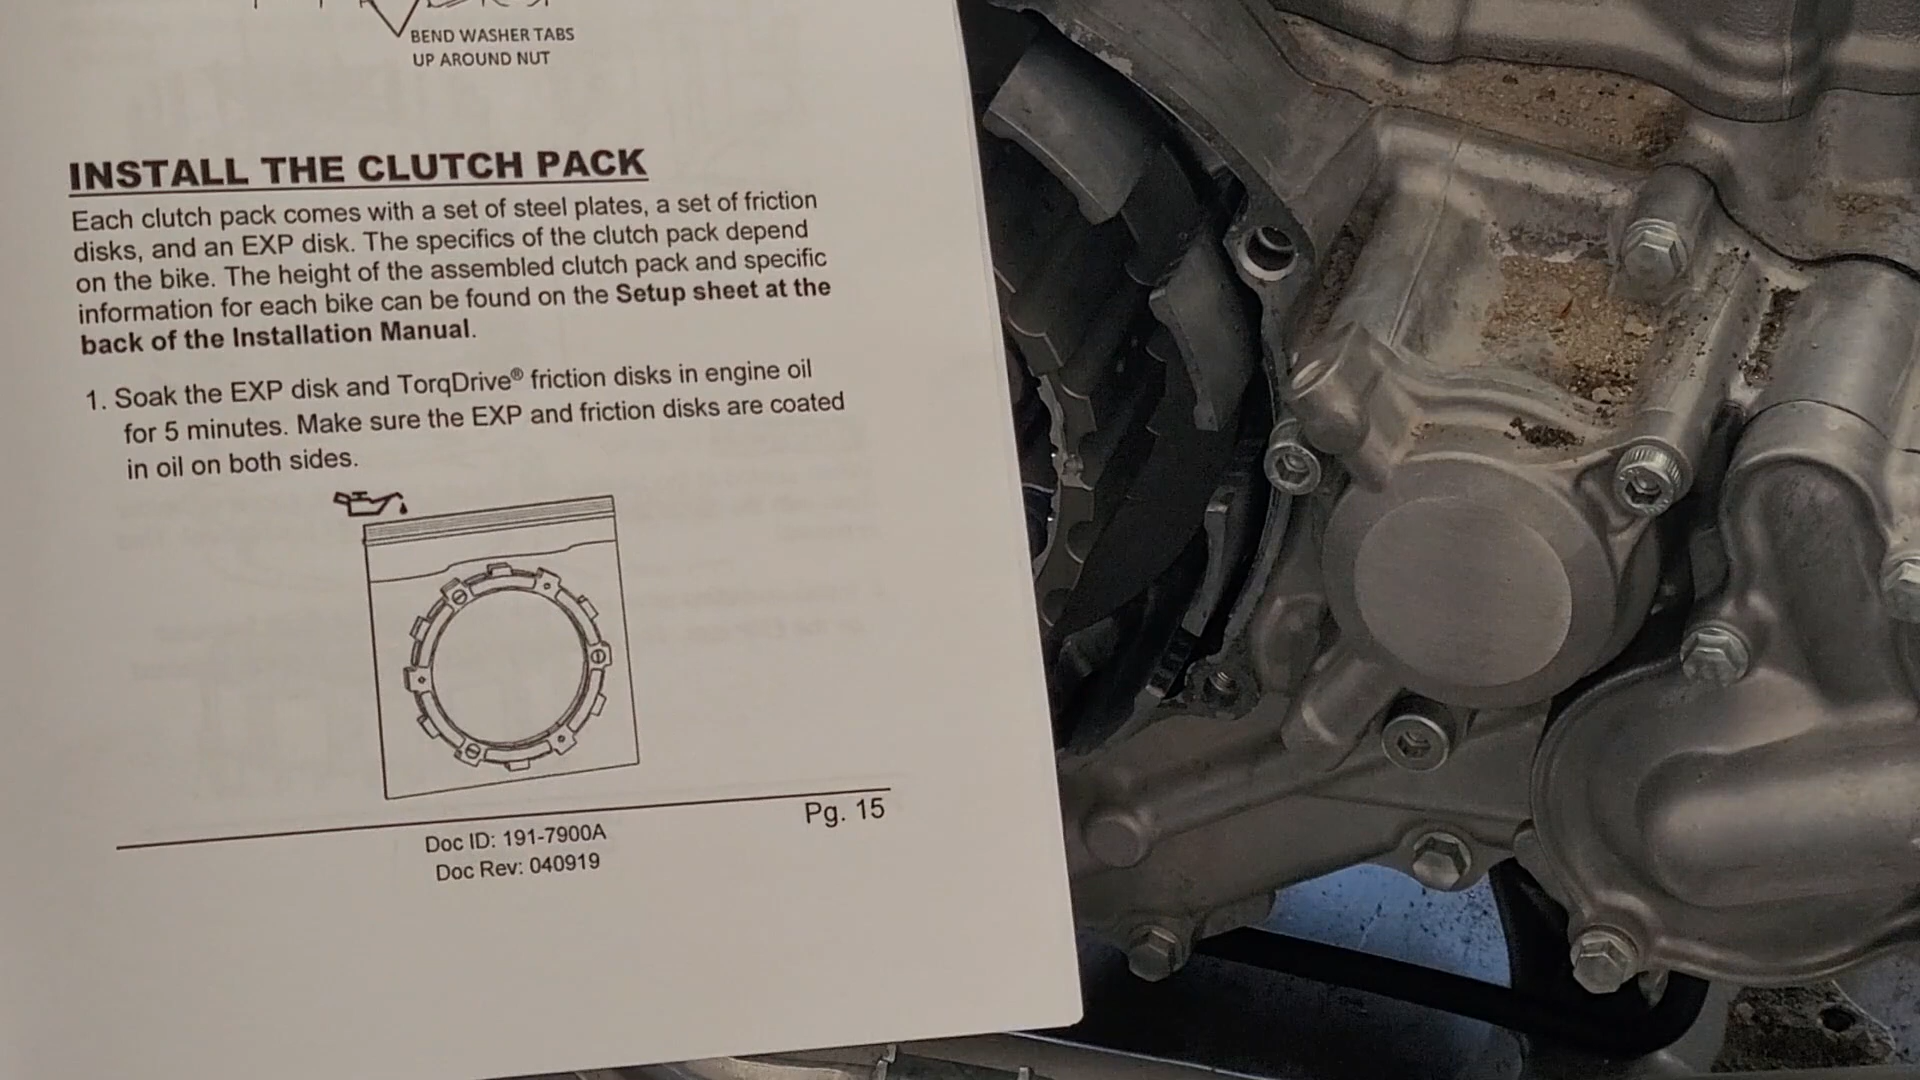 BEND WASHER TABS
UP AROUND NUT
INSTALL THE CLUTCH PACK
Each clutch pack comes with a set of steel plates, a set of friction
disks, and an EXP disk. The specifics of the clutch pack depend
on the bike. The height of the assembled clutch pack and specific
information for each bike can be found on the Setup sheet at the
back of the Installation Manual.
1. Soak the EXP disk and TorqDrive® friction disks in engine oil
for 5 minutes. Make sure the EXP and friction disks are coated
in oil on both sides.
Pg. 15
Doc ID: 191-7900A
Doc Rev: 040919